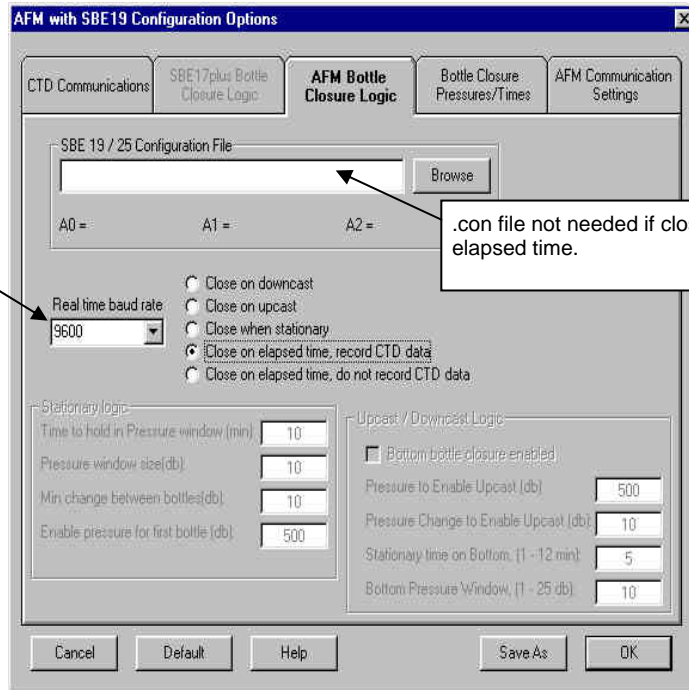 AFM with SBE19 Configuration Options
CTD Communications
SBE17plus Bottle
Closure Logic
AFM Bottle
Closure Logic
Bottle Closure
Pressures/Times
AFM Communication
Settings
SBE 19 / 25 Configuration File
Browse
A0 =
A1 =
A2 =
.con file not needed if clo
elapsed time.
Real time baud rate
9600
Close on downcast
Close on upcast
Close when stationary
Close on elapsed time, record CTD data
Close on elapsed time, do not record CTD data
Stationary logic
Time to hold in Pressure window (min): 10
Pressure window size(db): 10
Min change between bottles(db): 10
Enable pressure for first bottle (db): 500
Upcast / Downcast Logic
Bottom bottle closure enabled
Pressure to Enable Upcast (db) 500
Pressure Change to Enable Upcast (db): 10
Stationary time on Bottom, (1 - 12 min): 5
Bottom Pressure Window, (1 - 25 db): 10
Cancel
Default
Help
Save As
OK